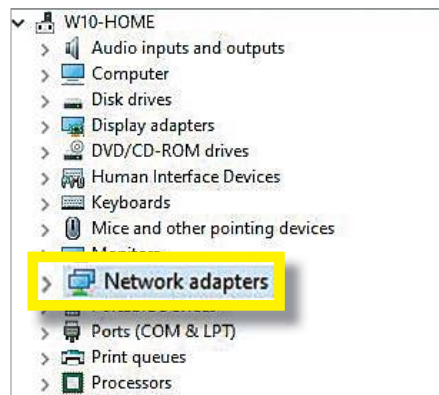 W10-HOME
Audio inputs and outputs
Computer
Disk drives
Display adapters
DVD/CD-ROM drives
Human Interface Devices
Keyboards
Mice and other pointing devices
Monitors
Network adapters
Ports (COM & LPT)
Print queues
Processors